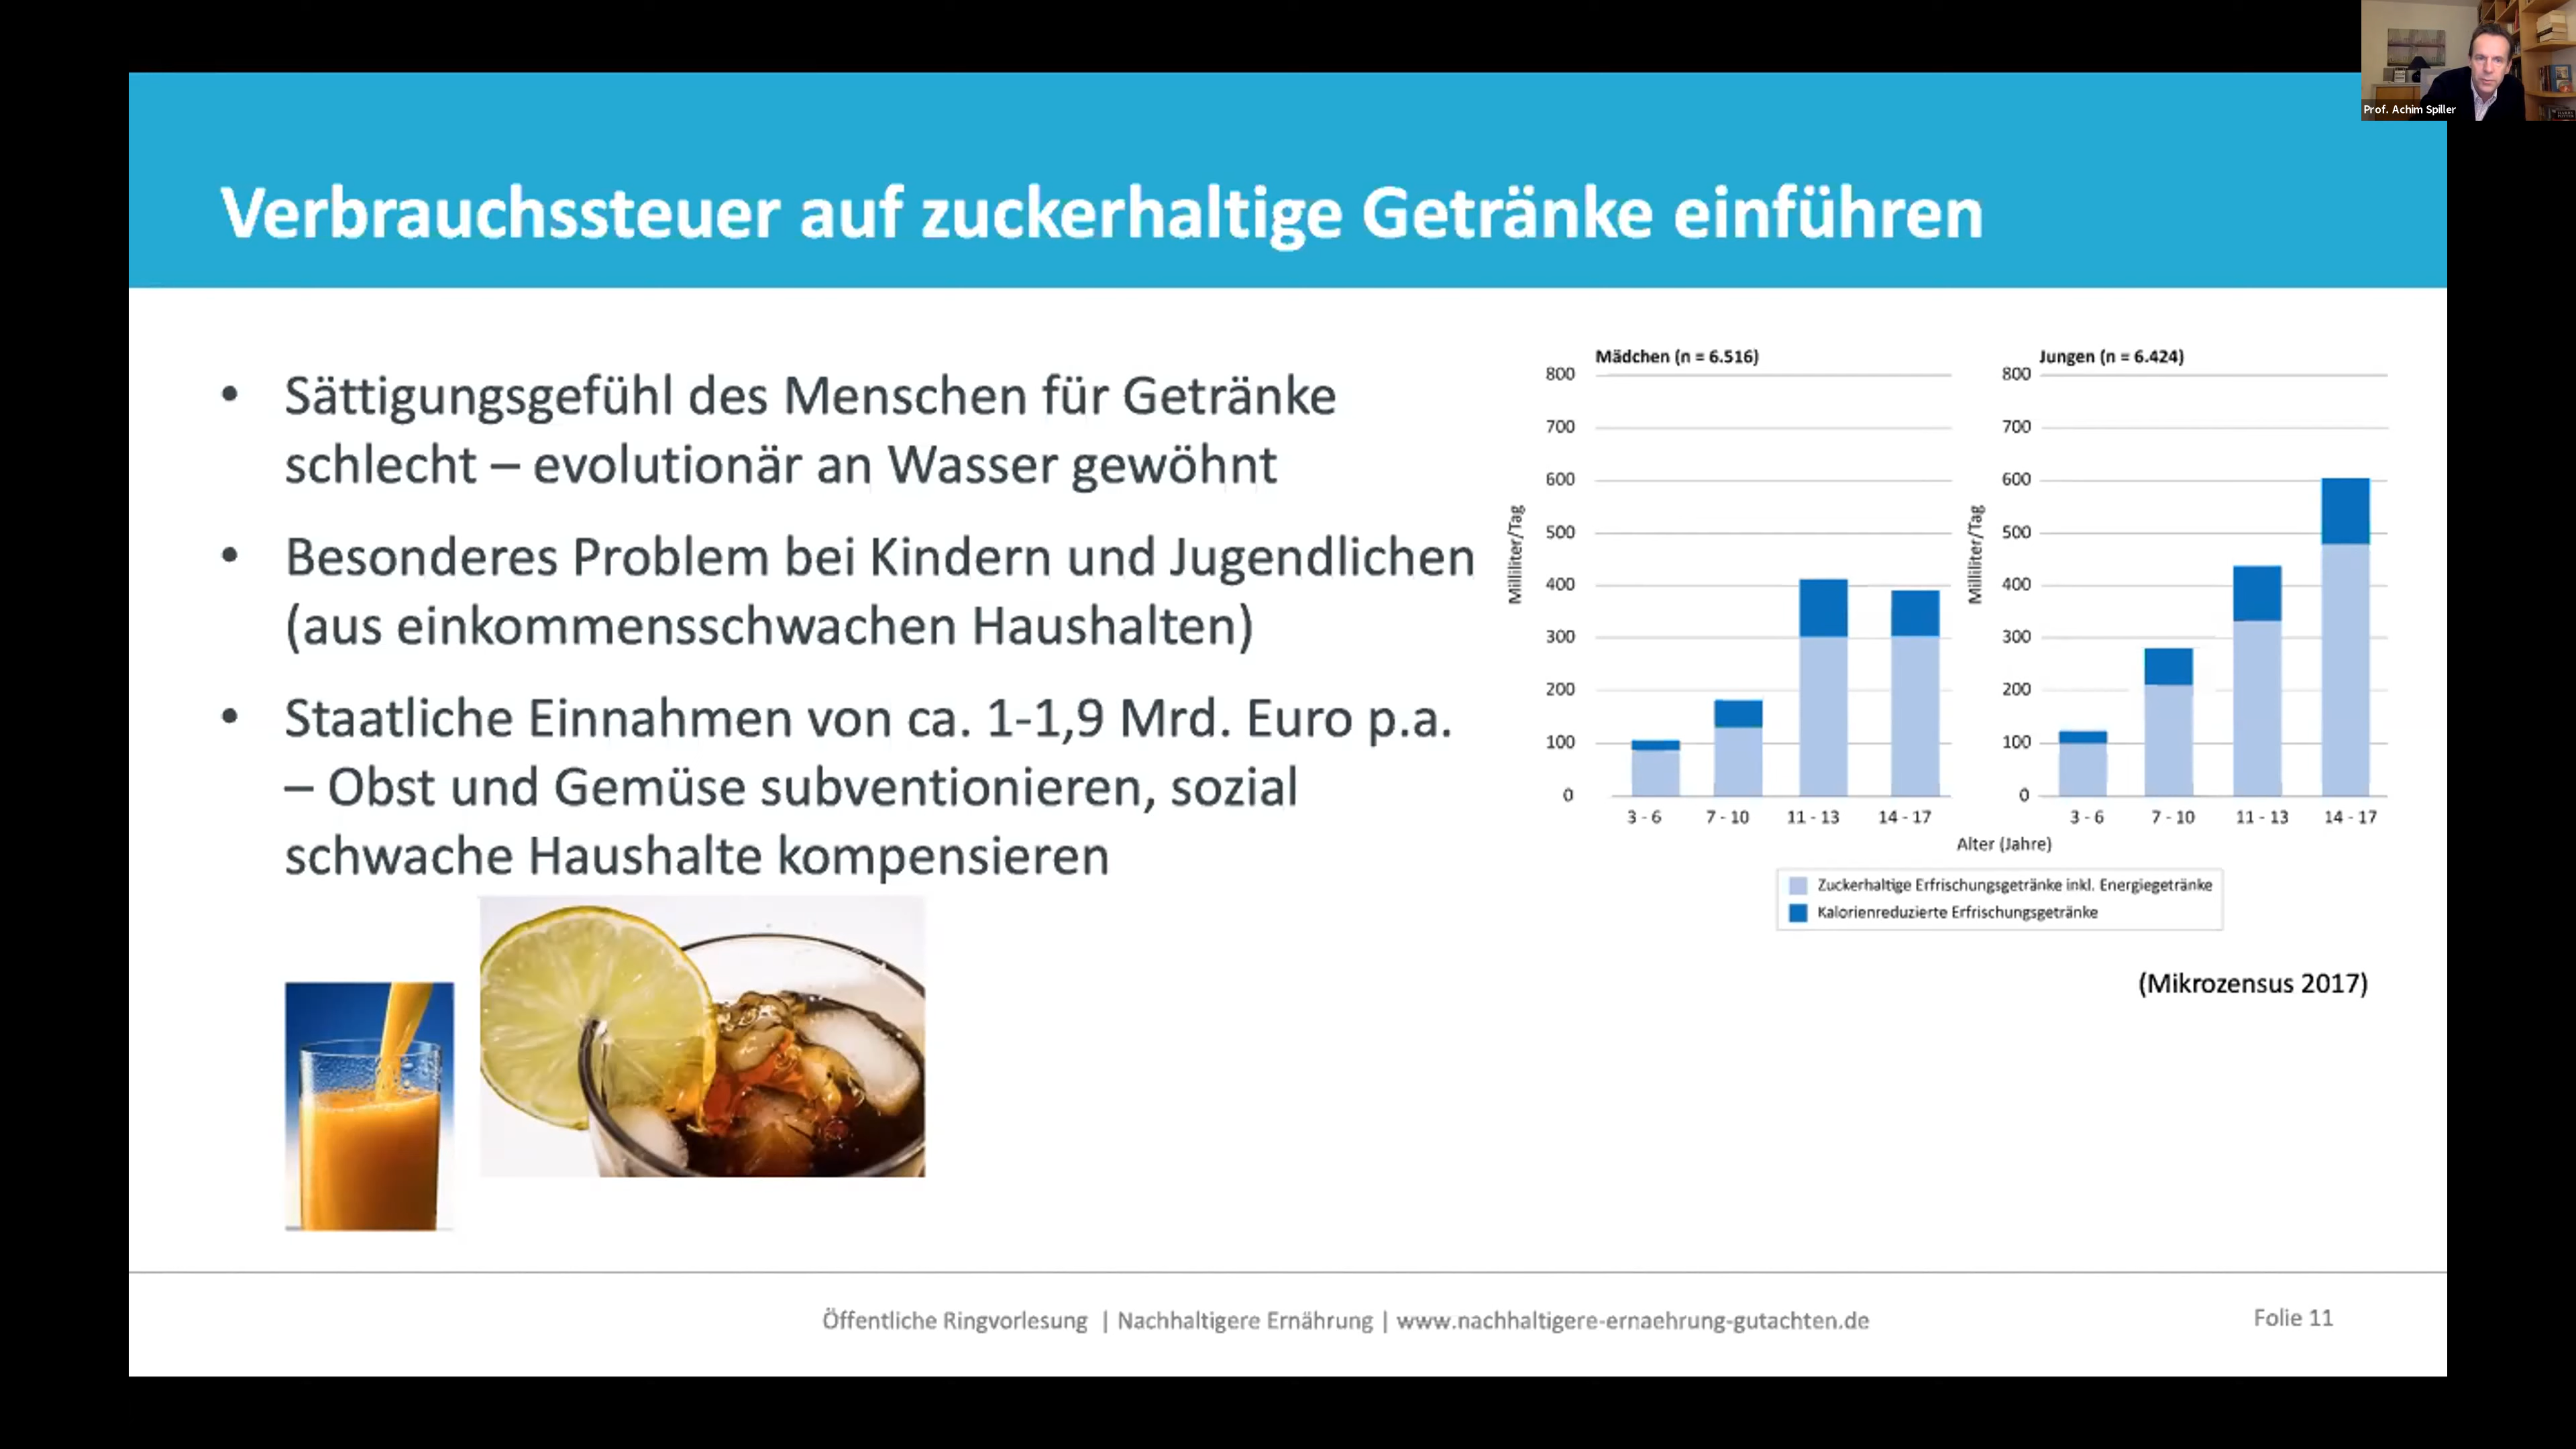 Prof. Achim Spiller
Verbrauchssteuer auf zuckerhaltige Getränke einführen
• Sättigungsgefühl des Menschen für Getränke
schlecht – evolutionär an Wasser gewöhnt
• Besonderes Problem bei Kindern und Jugendlichen
(aus einkommensschwachen Haushalten)
• Staatliche Einnahmen von ca. 1-1,9 Mrd. Euro p.a.
– Obst und Gemüse subventionieren, sozial
schwache Haushalte kompensieren
Mädchen (n = 6.516)
800
700
600
500
400
300
200
100
0
Milliliter/Tag
3 - 6 7 - 10 11 - 13 14 - 17
Jungen (n = 6.424)
800
700
600
500
400
300
200
100
0
Milliliter/Tag
3 - 6 7 - 10 11 - 13 14 - 17
Alter (Jahre)
Zuckerhaltige Erfrischungsgetränke inkl. Energiegetränke
Kalorienreduzierte Erfrischungsgetränke
(Mikrozensus 2017)
Öffentliche Ringvorlesung | Nachhaltigere Ernährung | www.nachhaltigere-ernaehrung-gutachten.de
Folie 11